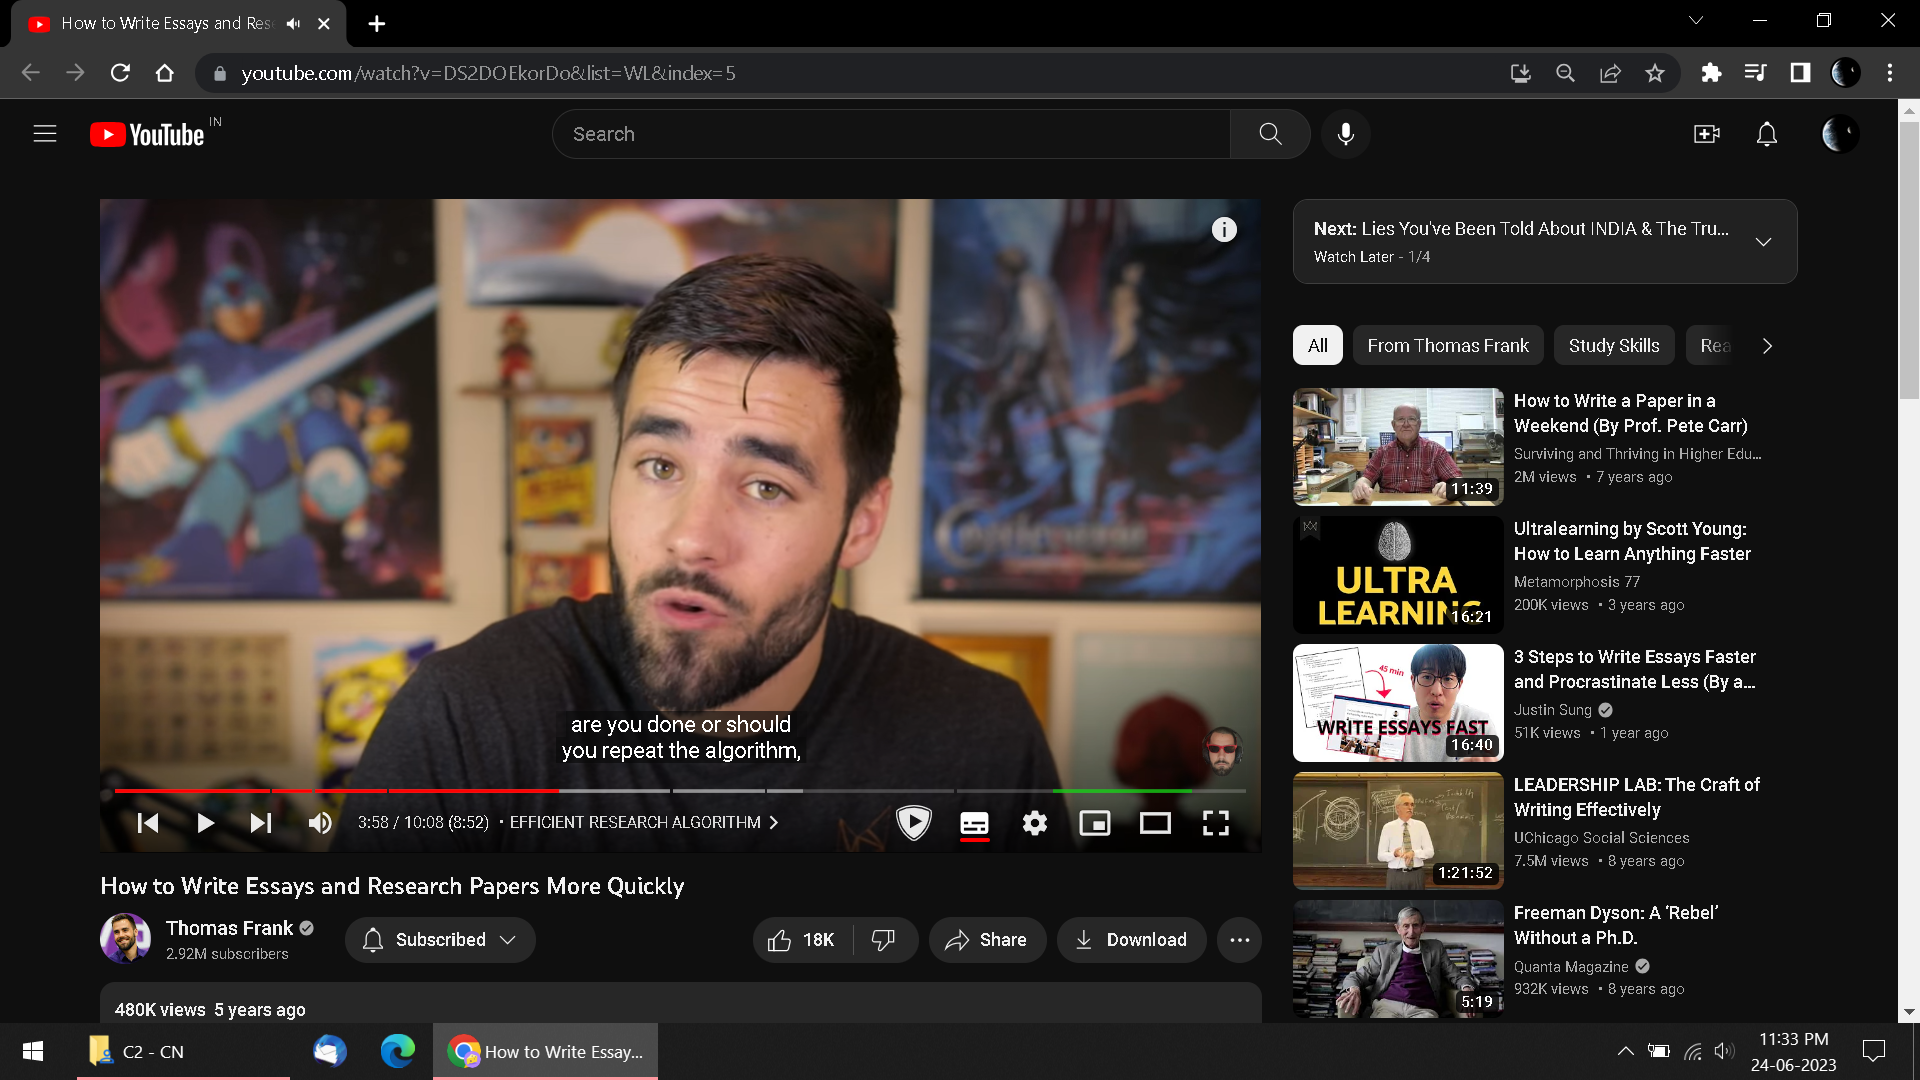 How to Write Essays and Res
youtube.com/watch?v=DS2DOEkorDo&list=WL&index=5
YouTube IN
Search
are you done or should
you repeat the algorithm,
3:58 / 10:08 (8:52) • EFFICIENT RESEARCH ALGORITHM
How to Write Essays and Research Papers More Quickly
Thomas Frank
2.92M subscribers
Subscribed
18K
Share
Download
480K views 5 years ago
Next: Lies You've Been Told About INDIA & The Tru...
Watch Later - 1/4
All
From Thomas Frank
Study Skills
Rea
11:39
How to Write a Paper in a
Weekend (By Prof. Pete Carr)
Surviving and Thriving in Higher Edu...
2M views • 7 years ago
ULTRA
LEARNING
16:21
Ultralearning by Scott Young:
How to Learn Anything Faster
Metamorphosis 77
200K views • 3 years ago
45 min
WRITE ESSAYS FAST
16:40
3 Steps to Write Essays Faster
and Procrastinate Less (By a...
Justin Sung
51K views • 1 year ago
1:21:52
LEADERSHIP LAB: The Craft of
Writing Effectively
UChicago Social Sciences
7.5M views • 8 years ago
5:19
Freeman Dyson: A ‘Rebel’
Without a Ph.D.
Quanta Magazine
932K views • 8 years ago
C2 - CN
How to Write Essay...
11:33 PM
24-06-2023